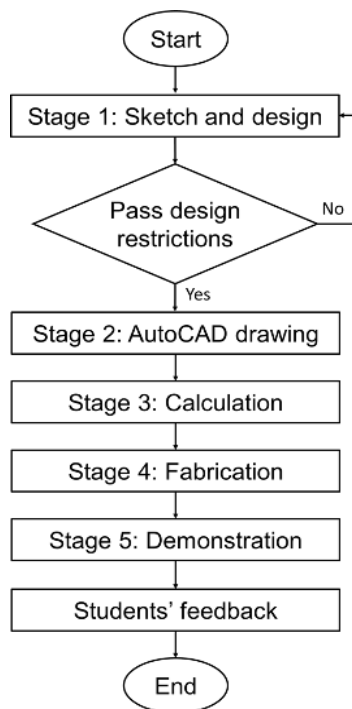 Start
Stage 1: Sketch and design
Pass design
restrictions
No
Yes
Stage 2: AutoCAD drawing
Stage 3: Calculation
Stage 4: Fabrication
Stage 5: Demonstration
Students’ feedback
End